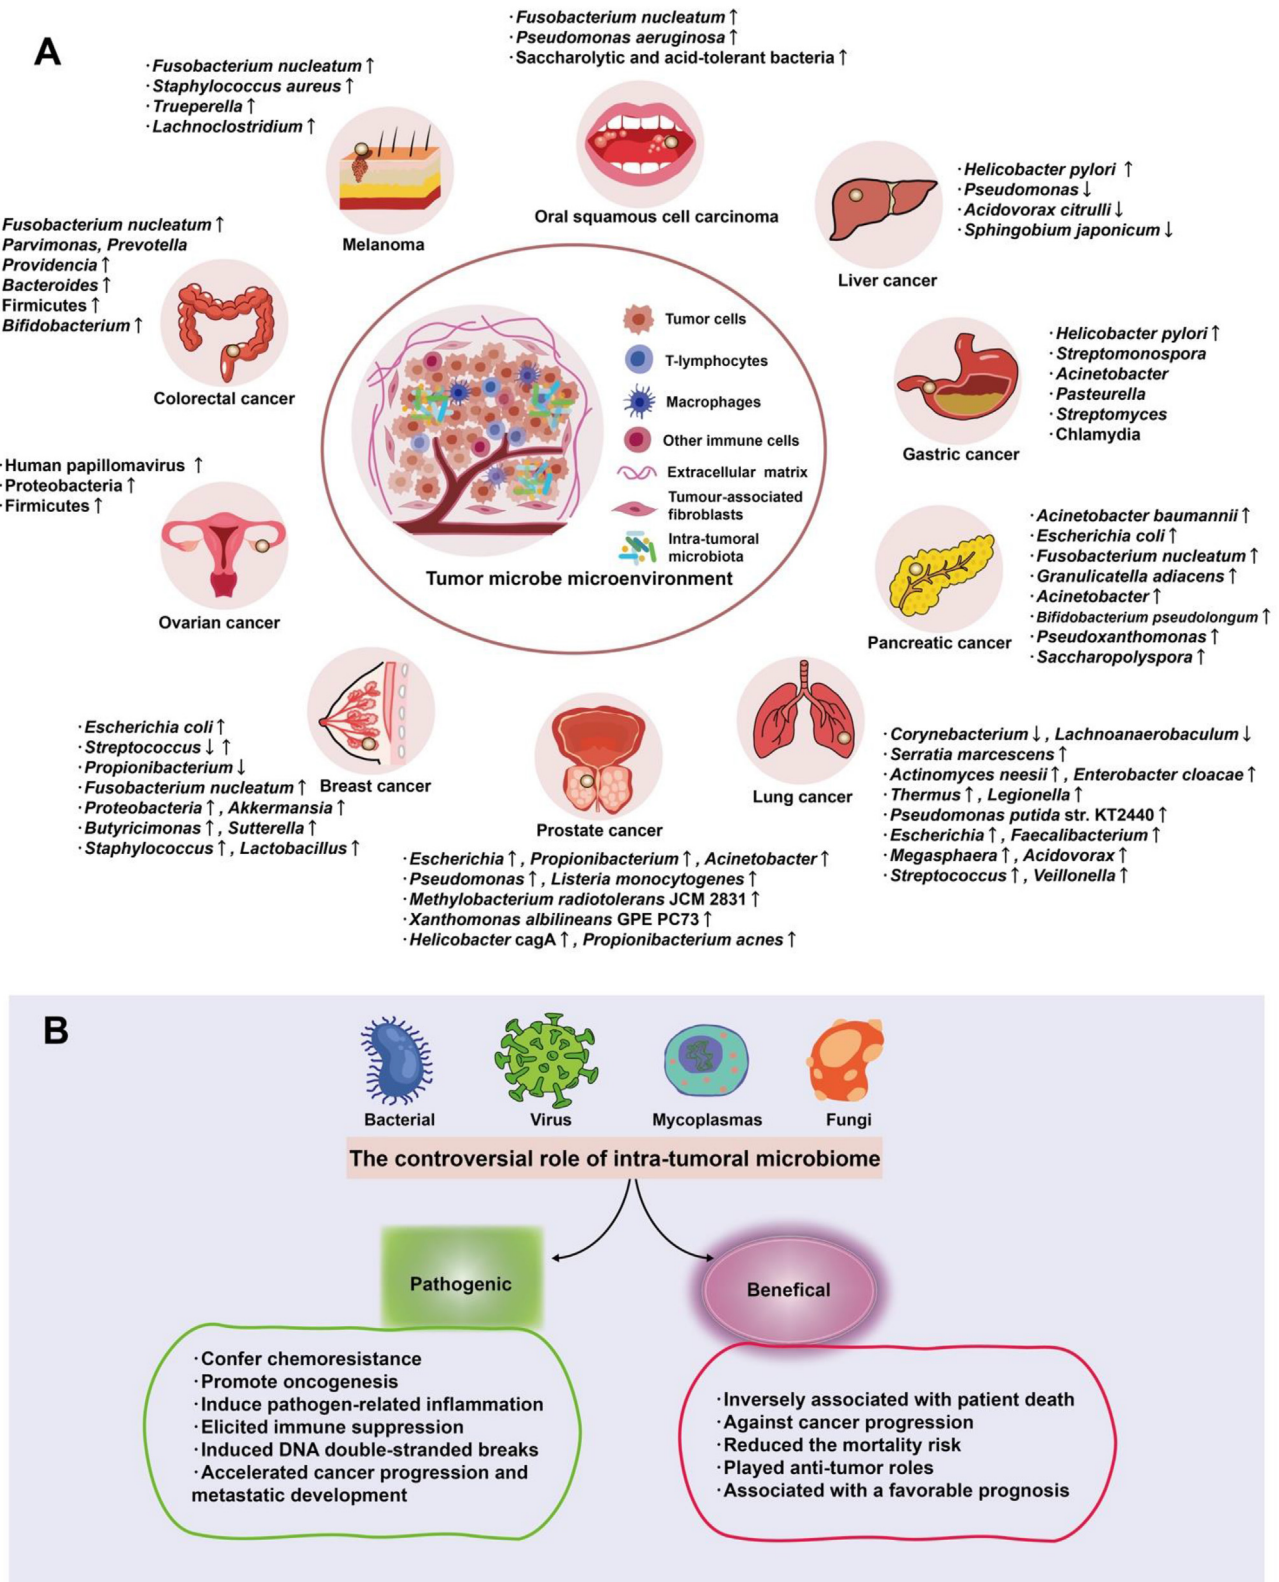 A
·Fusobacterium nucleatum↑
·Pseudomonas aeruginosa↑
·Saccharolytic and acid-tolerant bacteria↑
Oral squamous cell carcinoma
·Fusobacterium nucleatum↑
·Staphylococcus aureus↑
·Trueperella↑
·Lachnoclostridium↑
Melanoma
·Helicobacter pylori ↑
·Pseudomonas↓
·Acidovorax citrulli↓
·Sphingobium japonicum↓
Liver cancer
Fusobacterium nucleatum↑
Parvimonas, Prevotella
Providencia↑
Bacteroides↑
Firmicutes↑
Bifidobacterium↑
Colorectal cancer
·Helicobacter pylori↑
·Streptomonospora
·Acinetobacter
·Pasteurella
·Streptomyces
·Chlamydia
Gastric cancer
Tumor cells
T-lymphocytes
Macrophages
Other immune cells
Extracellular matrix
Tumour-associated
fibroblasts
Intra-tumoral
microbiota
Tumor microbe microenvironment
·Human papillomavirus ↑
·Proteobacteria↑
·Firmicutes↑
Ovarian cancer
·Acinetobacter baumannii↑
·Escherichia coli↑
·Fusobacterium nucleatum↑
·Granulicatella adiacens↑
·Acinetobacter↑
·Bifidobacterium pseudolongum↑
·Pseudoxanthomonas↑
·Saccharopolyspora↑
Pancreatic cancer
·Escherichia coli↑
·Streptococcus↓↑
·Propionibacterium↓
·Fusobacterium nucleatum↑
·Proteobacteria↑, Akkermansia↑
·Butyricimonas↑, Sutterella↑
·Staphylococcus↑, Lactobacillus↑
Breast cancer
Prostate cancer
·Escherichia↑, Propionibacterium↑, Acinetobacter↑
·Pseudomonas↑, Listeria monocytogenes↑
·Methylobacterium radiotolerans JCM 2831↑
·Xanthomonas albilineans GPE PC73↑
·Helicobacter cagA↑, Propionibacterium acnes↑
Lung cancer
·Corynebacterium↓, Lachnoanaerobaculum↓
·Serratia marcescens↑
·Actinomyces neesii↑, Enterobacter cloacae↑
·Thermus↑, Legionella↑
·Pseudomonas putida str. KT2440↑
·Escherichia↑, Faecalibacterium↑
·Megasphaera↑, Acidovorax↑
·Streptococcus↑, Veillonella↑
B
Bacterial
Virus
Mycoplasmas
Fungi
The controversial role of intra-tumoral microbiome
Pathogenic
·Confer chemoresistance
·Promote oncogenesis
·Induce pathogen-related inflammation
·Elicited immune suppression
·Induced DNA double-stranded breaks
·Accelerated cancer progression and
metastatic development
Benefical
·Inversely associated with patient death
·Against cancer progression
·Reduced the mortality risk
·Played anti-tumor roles
·Associated with a favorable prognosis